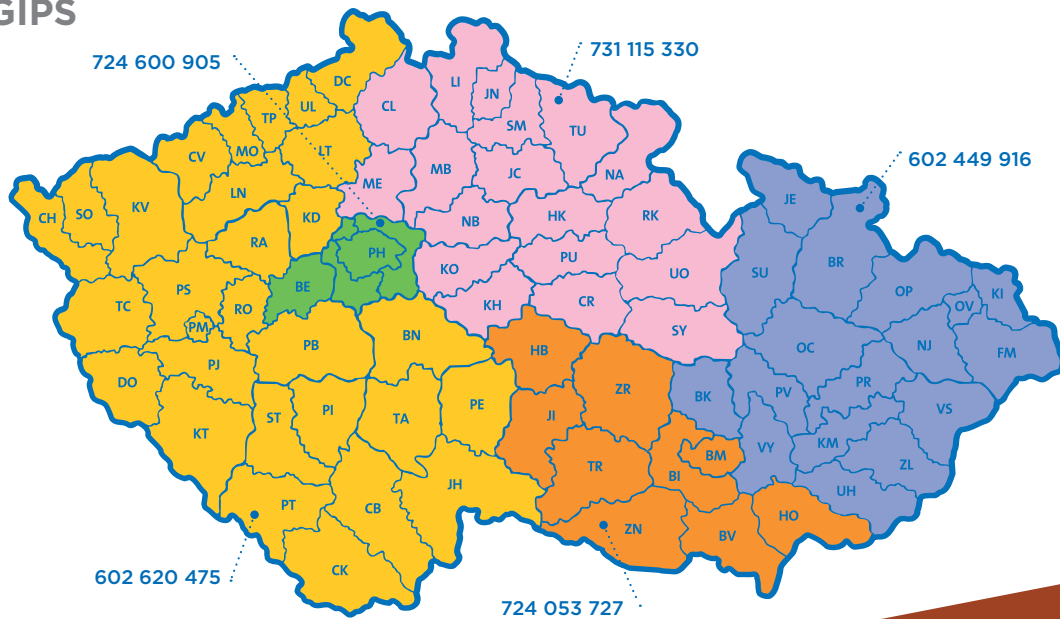 GIPS
731 115 330
724 600 905
602 449 916
602 620 475
724 053 727
DC
UL
TP
CV
MO
LT
LN
CH
SO
KV
KD
RA
TC
PS
RO
PM
PJ
DO
KT
PB
BN
ST
PI
TA
PE
PT
CB
JH
CK
PH
BE
CL
LI
JN
SM
TU
ME
MB
JC
NA
NB
HK
RK
KO
PU
UO
KH
CR
SY
HB
ZR
JI
TR
BM
BI
ZN
BV
HO
JE
SU
BR
OP
OV
KI
OC
NJ
FM
BK
PV
PR
VS
VY
KM
ZL
UH